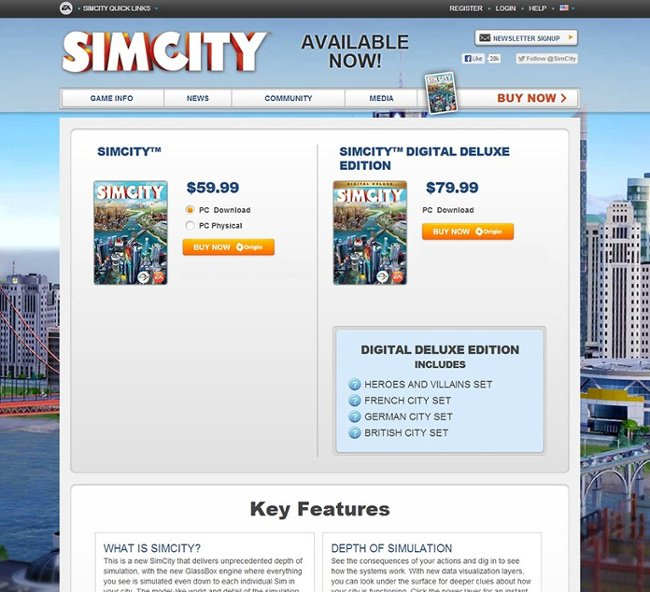 EA SIMCITY QUICK LINKS
REGISTER LOGIN HELP
SIMCITY
AVAILABLE
NOW!
NEWSLETTER SIGNUP
Like 28k
Follow @SimCity
GAME INFO NEWS COMMUNITY MEDIA BUY NOW
SIMCITY™
SIMCITY
$59.99
PC Download
PC Physical
BUY NOW Origin
SIMCITY™ DIGITAL DELUXE
EDITION
DIGITAL DELUXE
SIMCITY
$79.99
PC Download
BUY NOW Origin
DIGITAL DELUXE EDITION
INCLUDES
? HEROES AND VILLAINS SET
? FRENCH CITY SET
? GERMAN CITY SET
? BRITISH CITY SET
Key Features
WHAT IS SIMCITY?
This is a new SimCity that delivers unprecedented depth of
simulation, with the new GlassBox engine where everything
you see is simulated even down to each individual Sim in
your city. The model-like world and detail of the simulation
DEPTH OF SIMULATION
See the consequences of your actions and dig in to see
how the systems work. With new data visualization layers,
you can look under the surface for deeper clues about how
your city is functioning. Click the power layer for an instant